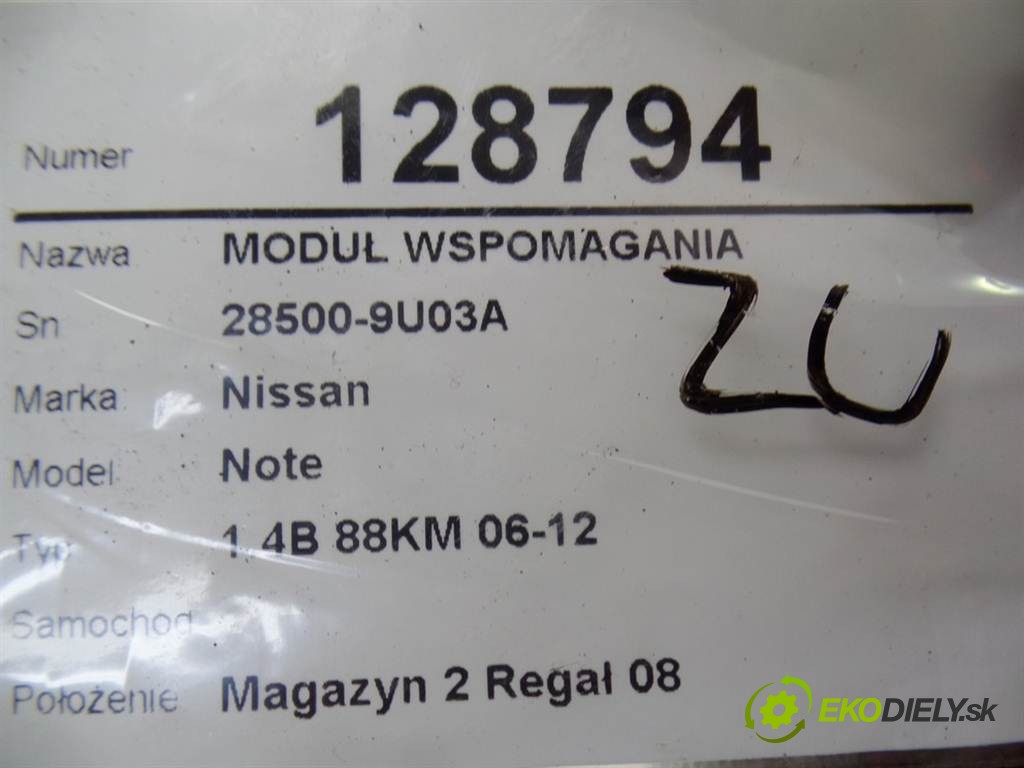 Numer 128794
Nazwa MODUŁ WSPOMAGANIA
Sn 28500-9U03A
Marka Nissan
Model Note
Typ 1.4B 88KM 06-12
Samochod
Położenie Magazyn 2 Regał 08
ZU
EKODIELY.sk